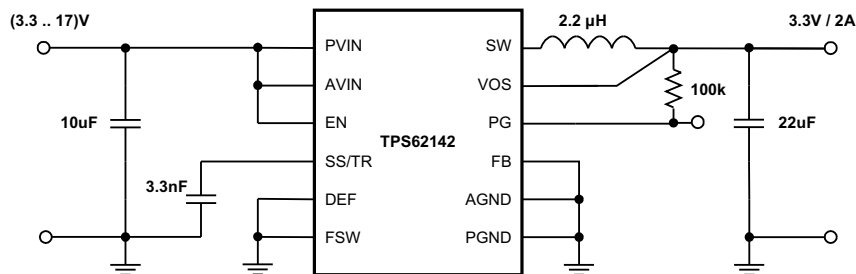 (3.3 .. 17)V
2.2 µH
3.3V / 2A
PVIN
SW
AVIN
VOS
100k
10uF
EN
PG
22uF
TPS62142
SS/TR
FB
3.3nF
DEF
AGND
FSW
PGND